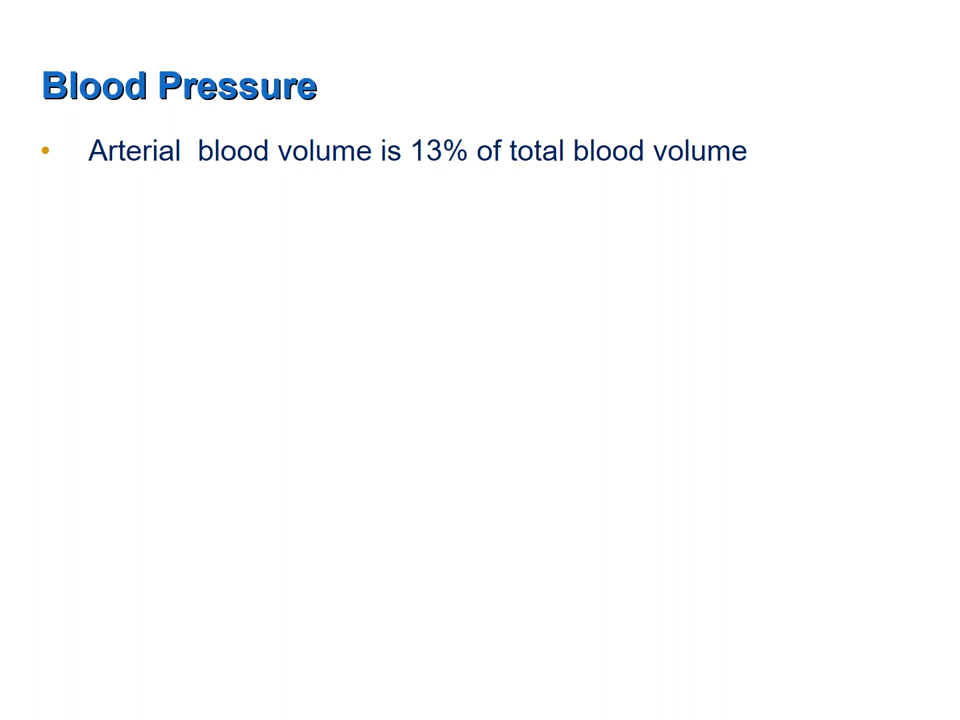 Blood Pressure
• Arterial  blood volume is 13% of total blood volume